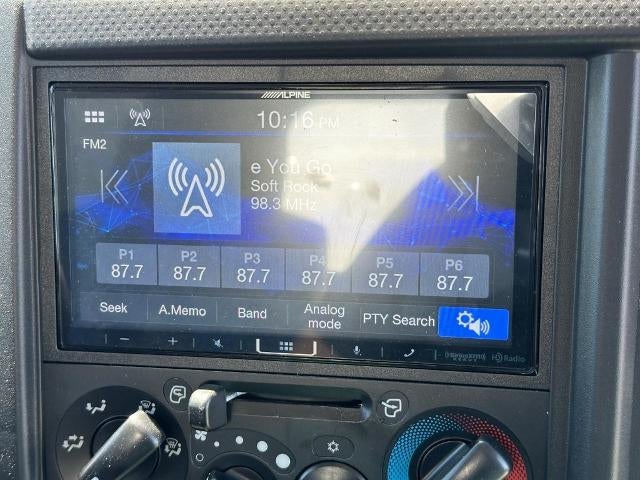 ALPINE
10:16 PM
FM2
e You Go
Soft Rock
98.3 MHz
P1 P2 P3 P4 P5 P6
87.7 87.7 87.7 87.7 87.7 87.7
Seek A.Memo Band Analog mode PTY Search
SiriusXM HD Radio